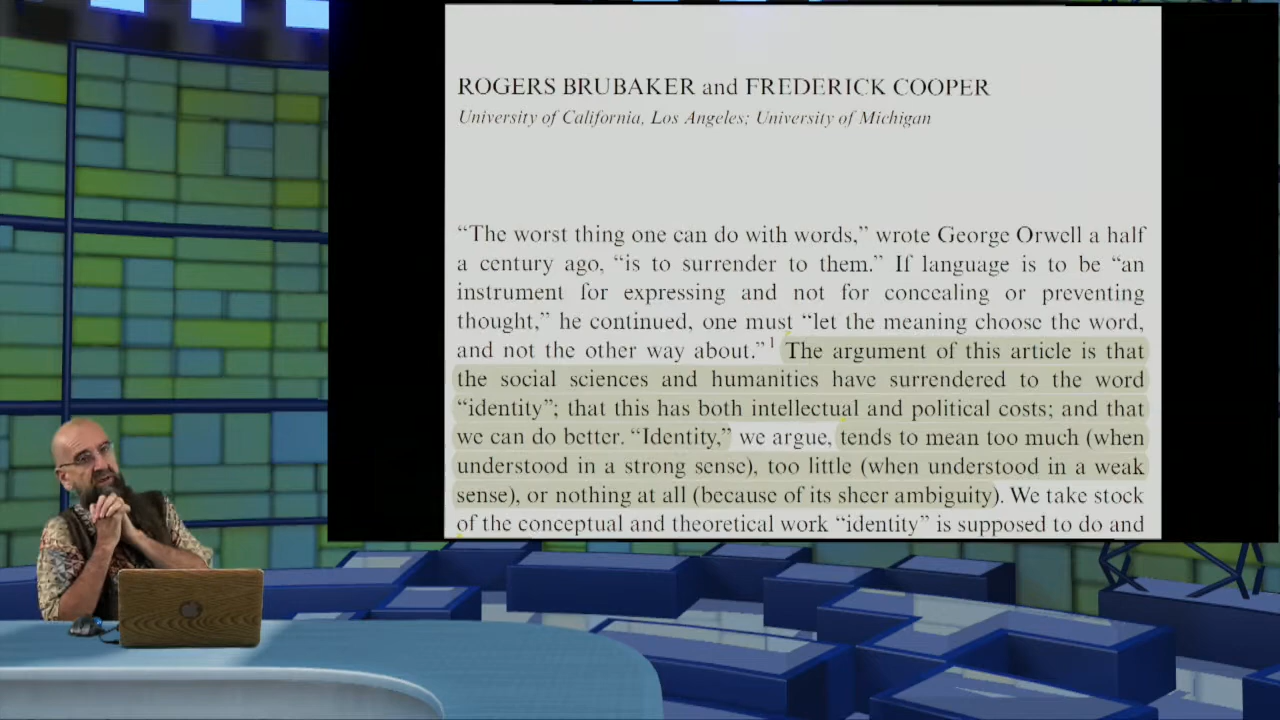 ROGERS BRUBAKER and FREDERICK COOPER
University of California, Los Angeles; University of Michigan
“The worst thing one can do with words,” wrote George Orwell a half
a century ago, “is to surrender to them.” If language is to be “an
instrument for expressing and not for concealing or preventing
thought,” he continued, one must “let the meaning choose the word,
and not the other way about.”1 The argument of this article is that
the social sciences and humanities have surrendered to the word
“identity”; that this has both intellectual and political costs; and that
we can do better. “Identity,” we argue, tends to mean too much (when
understood in a strong sense), too little (when understood in a weak
sense), or nothing at all (because of its sheer ambiguity). We take stock
of the conceptual and theoretical work “identity” is supposed to do and